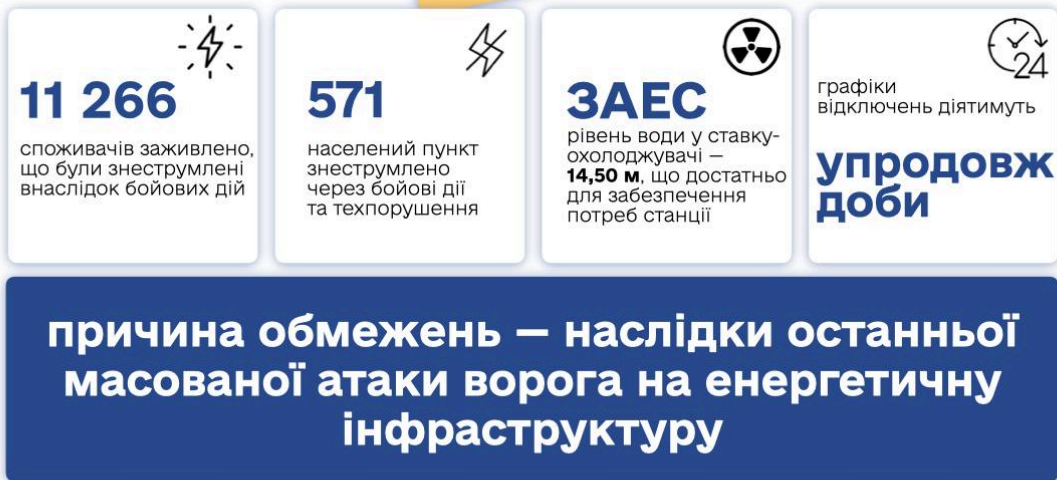 11 266
споживачів заживлено,
що були знеструмлені
внаслідок бойових дій
571
населений пункт
знеструмлено
через бойові дії
та техпорушення
ЗАЕС
рівень води у ставку-
охолоджувачі —
14,50 м, що достатньо
для забезпечення
потреб станції
24
графіки
відключень діятимуть
упродовж
доби
причина обмежень — наслідки останньої
масованої атаки ворога на енергетичну
інфраструктуру